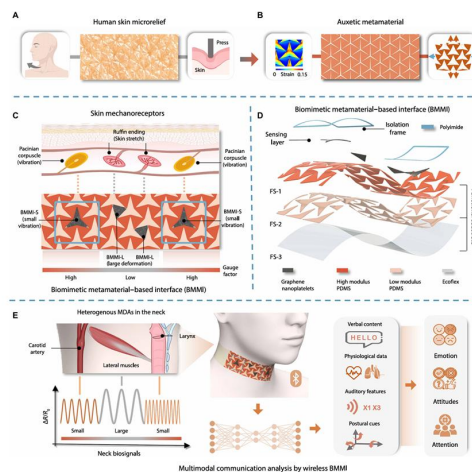 A
Human skin microrelief
Press
Skin
B
Auxetic metamaterial
0 Strain 0.15
C
Skin mechanoreceptors
Ruffin ending
(Skin stretch)
Pacinian
corpuscle
(vibration)
Pacinian
corpuscle
(vibration)
BMMI-S
(small
vibration)
BMMI-S
(small
vibration)
BMMI-L
BMMI-L
(large deformation)
High
Low
High
Gauge
factor
Biomimetic metamaterial–based interface (BMMI)
Biomimetic metamaterial–based interface (BMMI)
D
Sensing
layer
Isolation
frame
Polyimide
FS-1
FS-2
FS-3
Graphene
nanoplatelets
High modulus
PDMS
Low modulus
PDMS
Ecoflex
E
Heterogenous MDAs in the neck
Carotid
artery
Lateral muscles
Larynx
ΔR/R₀
Small
Large
Small
Neck biosignals
Verbal content
HELLO
Physiological data
Auditory features
X1 X3
Postural cues
Emotion
Attitudes
Attention
Multimodal communication analysis by wireless BMMI